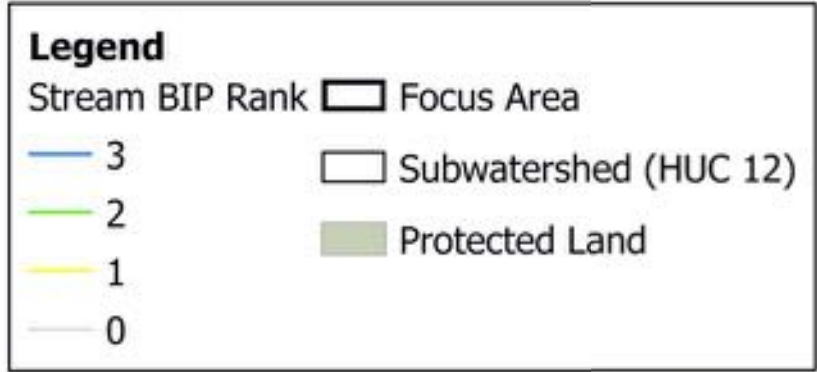 Legend
Stream BIP Rank
3
2
1
0
Focus Area
Subwatershed (HUC 12)
Protected Land